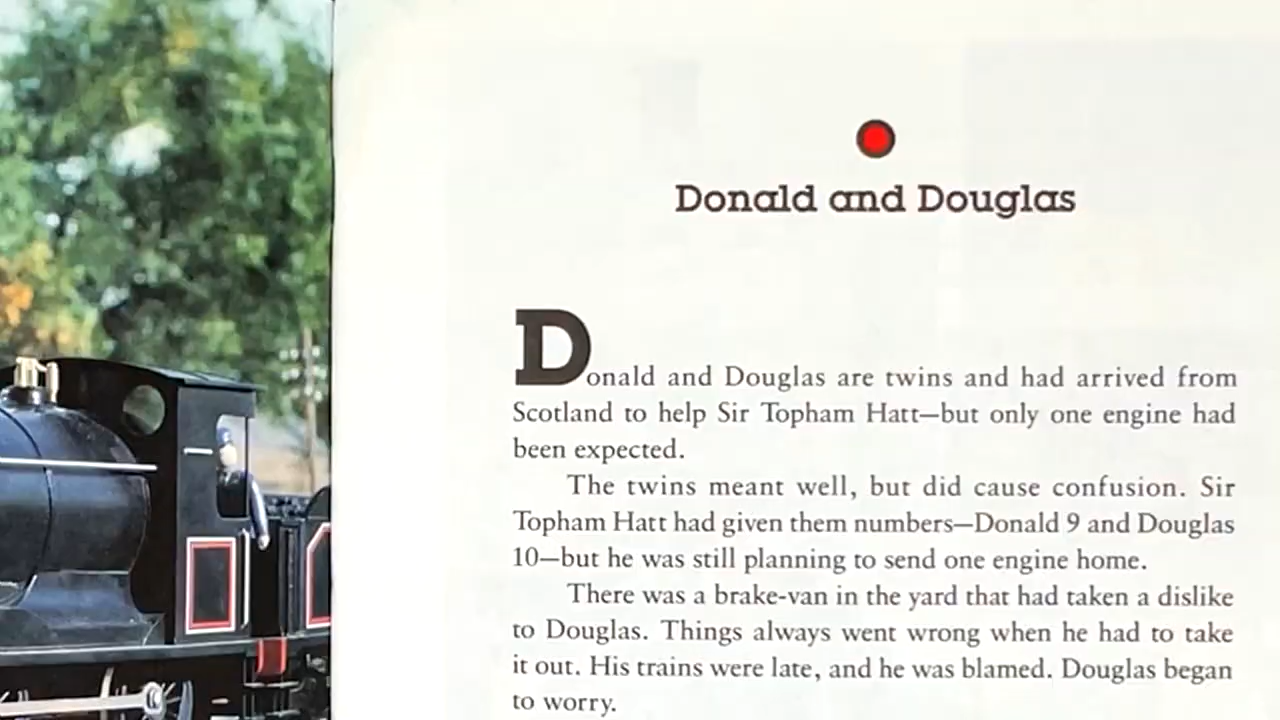 Donald and Douglas
Donald and Douglas are twins and had arrived from
Scotland to help Sir Topham Hatt—but only one engine had
been expected.
The twins meant well, but did cause confusion. Sir
Topham Hatt had given them numbers—Donald 9 and Douglas
10—but he was still planning to send one engine home.
There was a brake-van in the yard that had taken a dislike
to Douglas. Things always went wrong when he had to take
it out. His trains were late, and he was blamed. Douglas began
to worry.